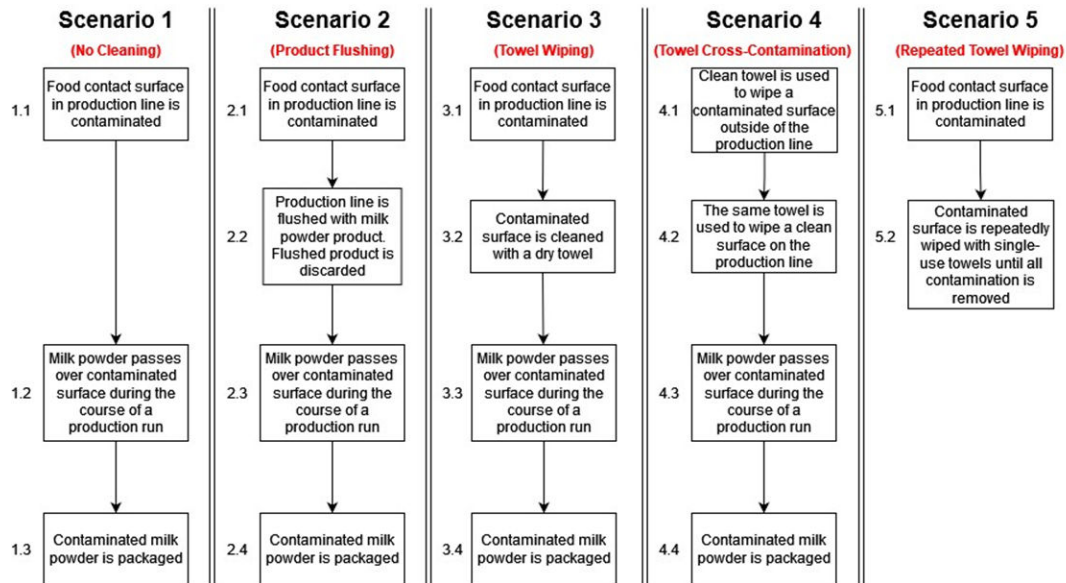 Scenario 1
(No Cleaning)
1.1
Food contact surface
in production line is
contaminated
1.2
Milk powder passes
over contaminated
surface during the
course of a
production run
1.3
Contaminated milk
powder is packaged
Scenario 2
(Product Flushing)
2.1
Food contact surface
in production line is
contaminated
2.2
Production line is
flushed with milk
powder product.
Flushed product is
discarded
2.3
Milk powder passes
over contaminated
surface during the
course of a
production run
2.4
Contaminated milk
powder is packaged
Scenario 3
(Towel Wiping)
3.1
Food contact surface
in production line is
contaminated
3.2
Contaminated
surface is cleaned
with a dry towel
3.3
Milk powder passes
over contaminated
surface during the
course of a
production run
3.4
Contaminated milk
powder is packaged
Scenario 4
(Towel Cross-Contamination)
4.1
Clean towel is used
to wipe a
contaminated surface
outside of the
production line
4.2
The same towel is
used to wipe a clean
surface on the
production line
4.3
Milk powder passes
over contaminated
surface during the
course of a
production run
4.4
Contaminated milk
powder is packaged
Scenario 5
(Repeated Towel Wiping)
5.1
Food contact surface
in production line is
contaminated
5.2
Contaminated
surface is repeatedly
wiped with single-
use towels until all
contamination is
removed